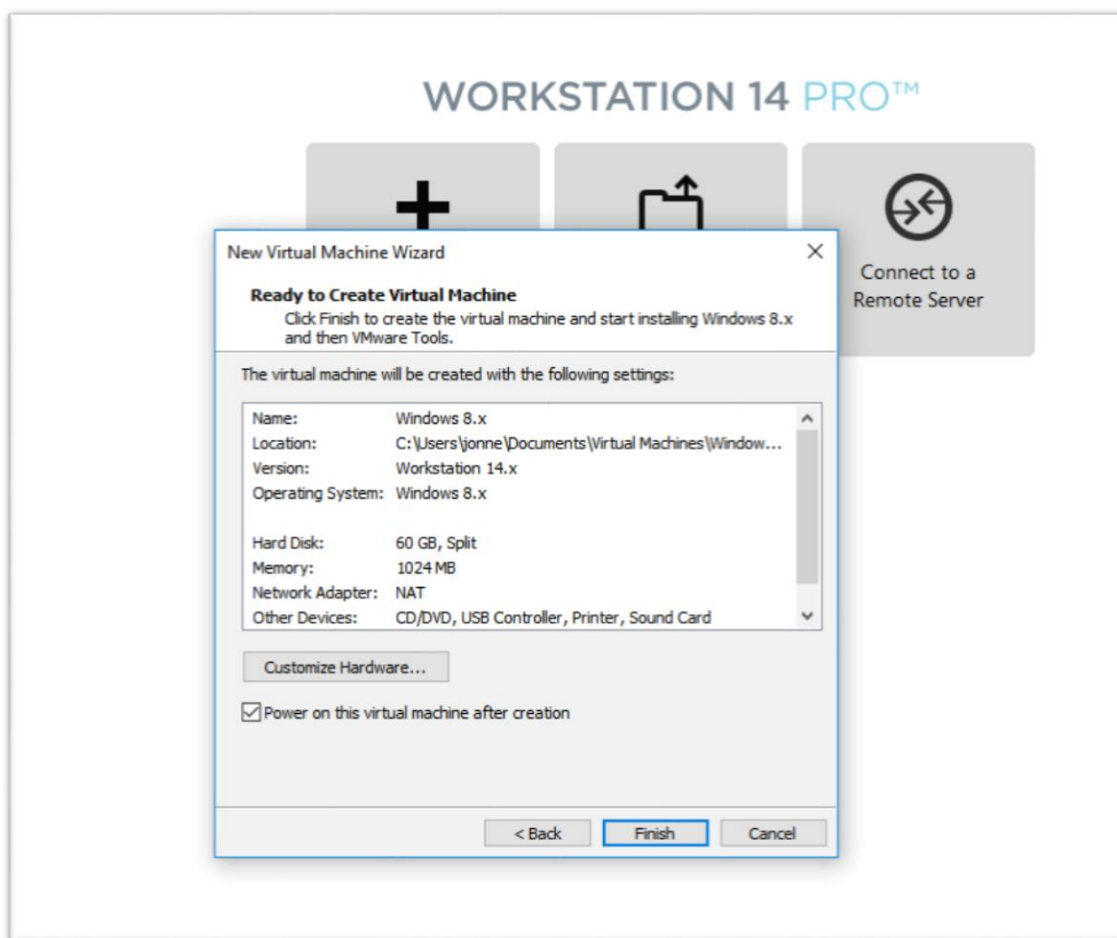 WORKSTATION 14 PRO™
Connect to a
Remote Server
New Virtual Machine Wizard
Ready to Create Virtual Machine
Click Finish to create the virtual machine and start installing Windows 8.x
and then VMware Tools.
The virtual machine will be created with the following settings:
Name: Windows 8.x
Location: C:\Users\jonne\Documents\Virtual Machines\Window...
Version: Workstation 14.x
Operating System: Windows 8.x
Hard Disk: 60 GB, Split
Memory: 1024 MB
Network Adapter: NAT
Other Devices: CD/DVD, USB Controller, Printer, Sound Card
Customize Hardware...
Power on this virtual machine after creation
< Back Finish Cancel